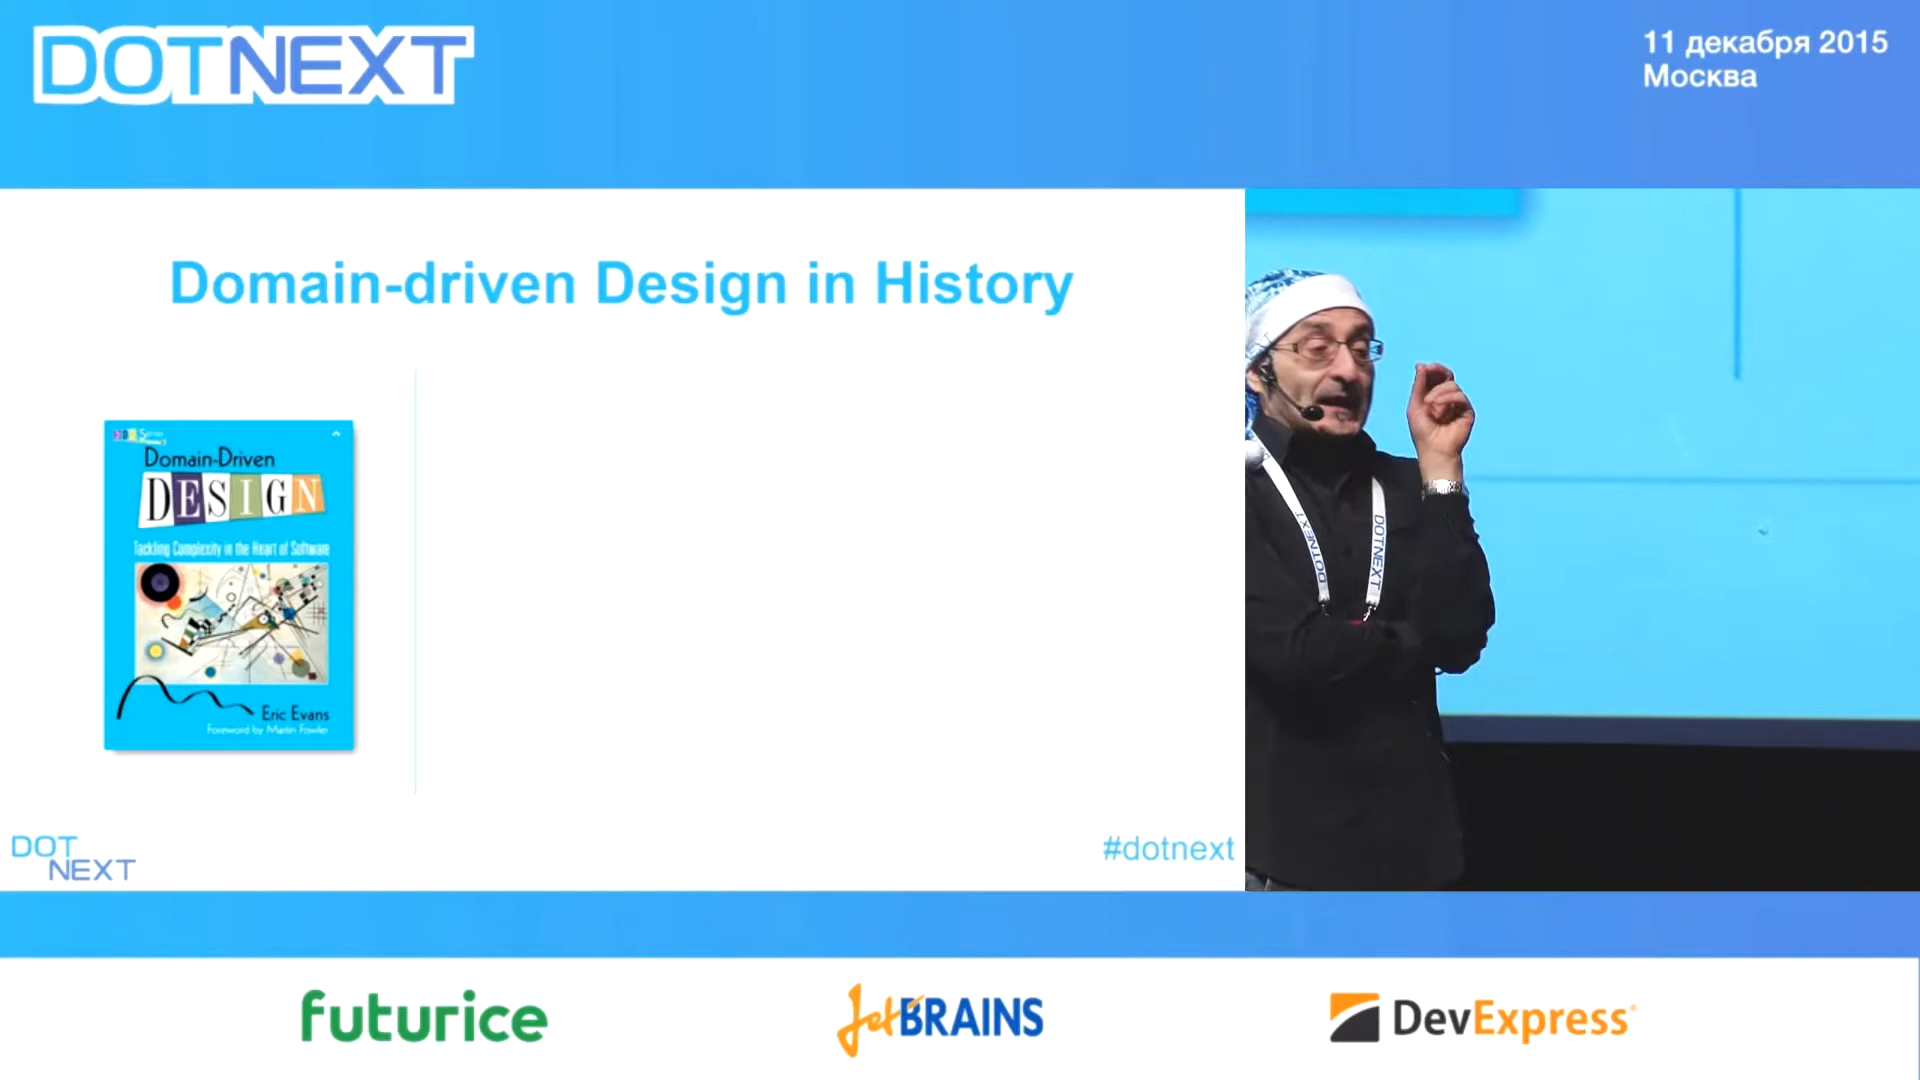 DOTNEXT
11 декабря 2015
Москва
Domain-driven Design in History
Domain-Driven
DESIGN
Tackling Complexity in the Heart of Software
Eric Evans
Foreword by Martin Fowler
DOTNEXT
DOTNEXT
DOT
NEXT
#dotnext
futurice
JetBRAINS
DevExpress